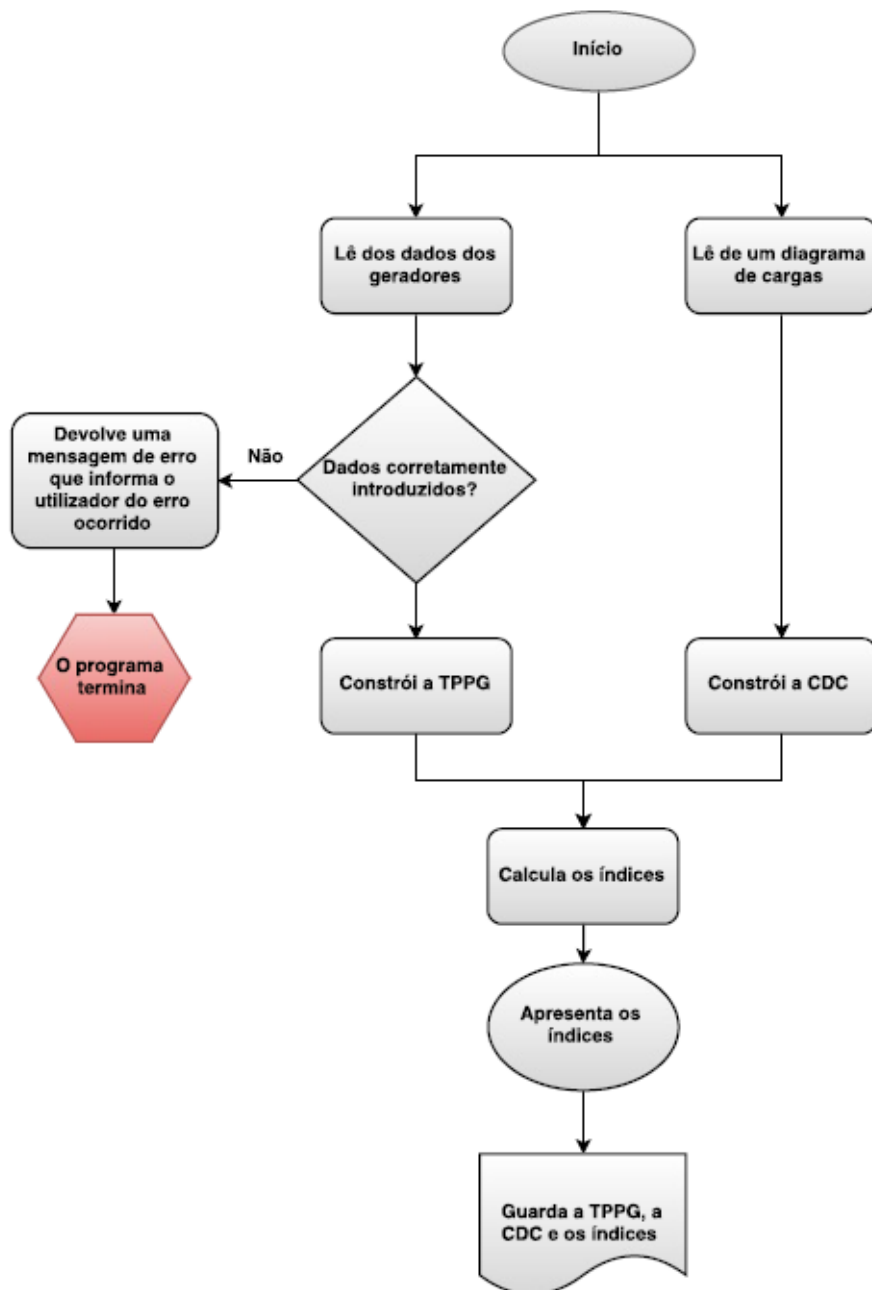 Início
Lê dos dados dos
geradores
Lê de um diagrama
de cargas
Devolve uma
mensagem de erro
que informa o
utilizador do erro
ocorrido
Não
Dados corretamente
introduzidos?
O programa
termina
Constrói a TPPG
Constrói a CDC
Calcula os índices
Apresenta os
índices
Guarda a TPPG, a
CDC e os índices